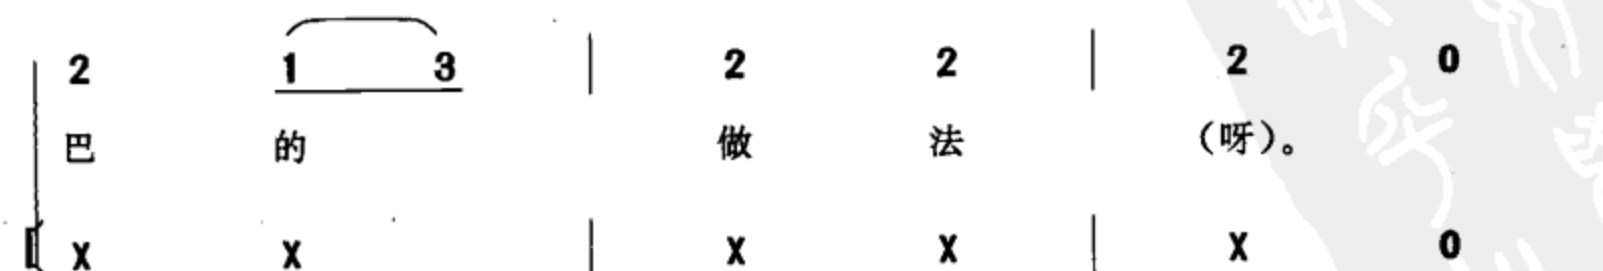 2 1 3 | 2 2 | 2 0
巴 的 做 法 (呀)。
X X | X X | X 0